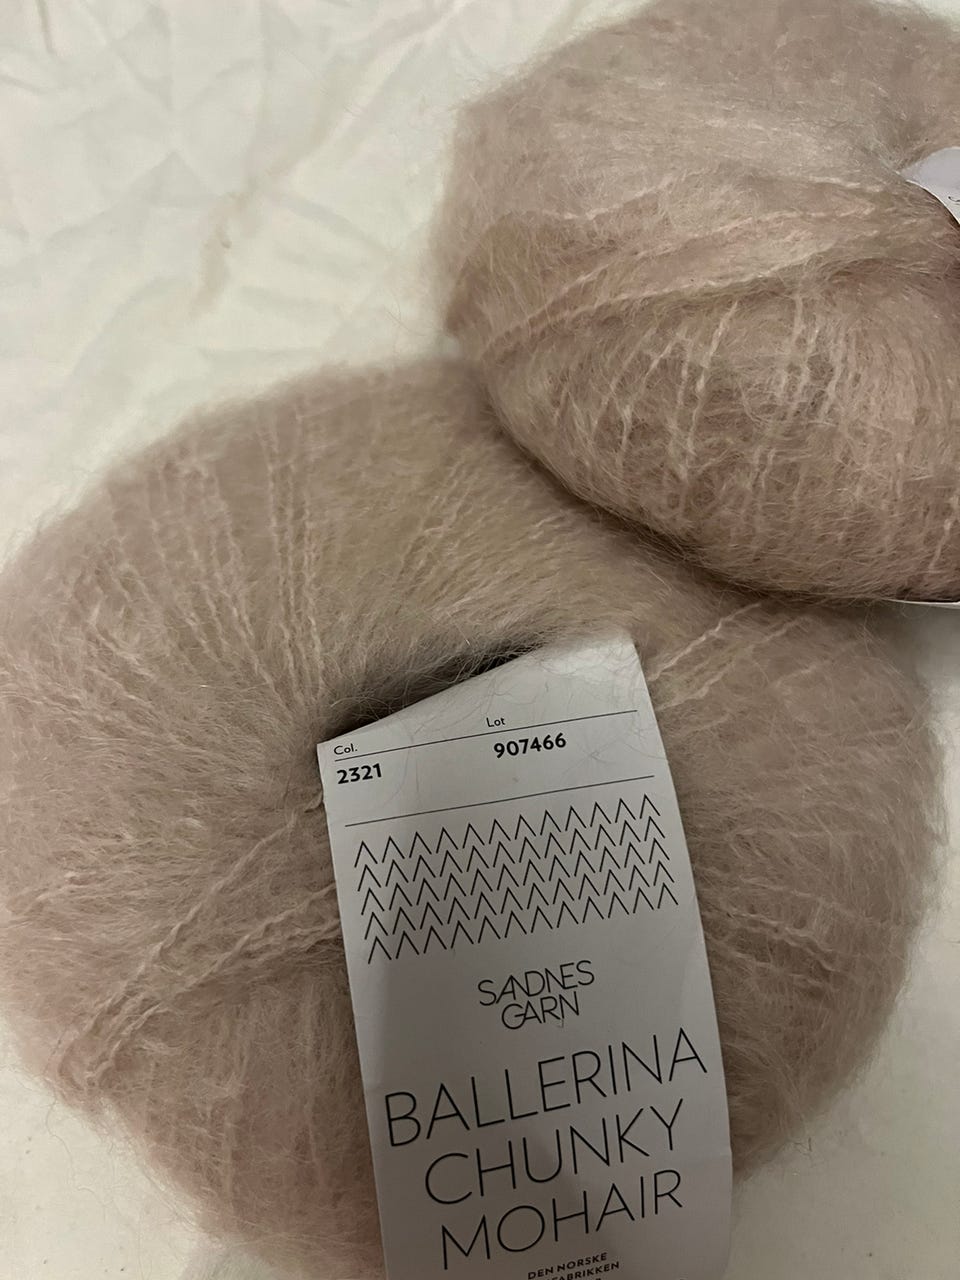 Col.
Lot
2321
907466
SANDNES
GARN
BALLERINA
CHUNKY
MOHAIR
DEN NORSKE